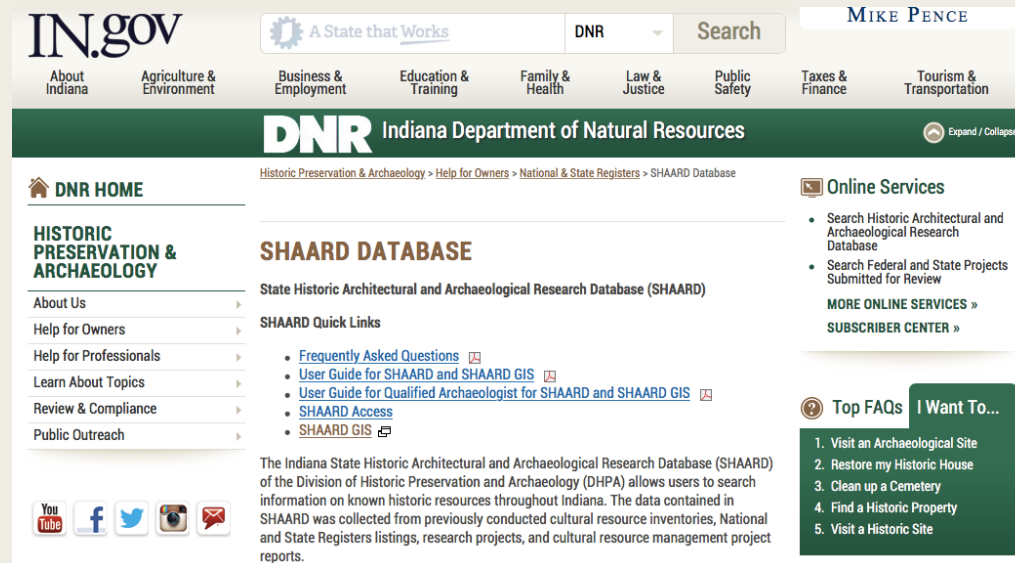 IN.gov
A State that Works
DNR
Search
MIKE PENCE
About
Indiana
Agriculture &
Environment
Business &
Employment
Education &
Training
Family &
Health
Law &
Justice
Public
Safety
Taxes &
Finance
Tourism &
Transportation
DNR Indiana Department of Natural Resources
Expand / Collapse
DNR HOME
HISTORIC
PRESERVATION &
ARCHAEOLOGY
About Us
Help for Owners
Help for Professionals
Learn About Topics
Review & Compliance
Public Outreach
You
Tube
f
Historic Preservation & Archaeology > Help for Owners > National & State Registers > SHAARD Database
SHAARD DATABASE
State Historic Architectural and Archaeological Research Database (SHAARD)
SHAARD Quick Links
Frequently Asked Questions
User Guide for SHAARD and SHAARD GIS
User Guide for Qualified Archaeologist for SHAARD and SHAARD GIS
SHAARD Access
SHAARD GIS
The Indiana State Historic Architectural and Archaeological Research Database (SHAARD)
of the Division of Historic Preservation and Archaeology (DHPA) allows users to search
information on known historic resources throughout Indiana. The data contained in
SHAARD was collected from previously conducted cultural resource inventories, National
and State Registers listings, research projects, and cultural resource management project
reports.
Online Services
Search Historic Architectural and
Archaeological Research
Database
Search Federal and State Projects
Submitted for Review
MORE ONLINE SERVICES »
SUBSCRIBER CENTER »
Top FAQs
I Want To...
1. Visit an Archaeological Site
2. Restore my Historic House
3. Clean up a Cemetery
4. Find a Historic Property
5. Visit a Historic Site